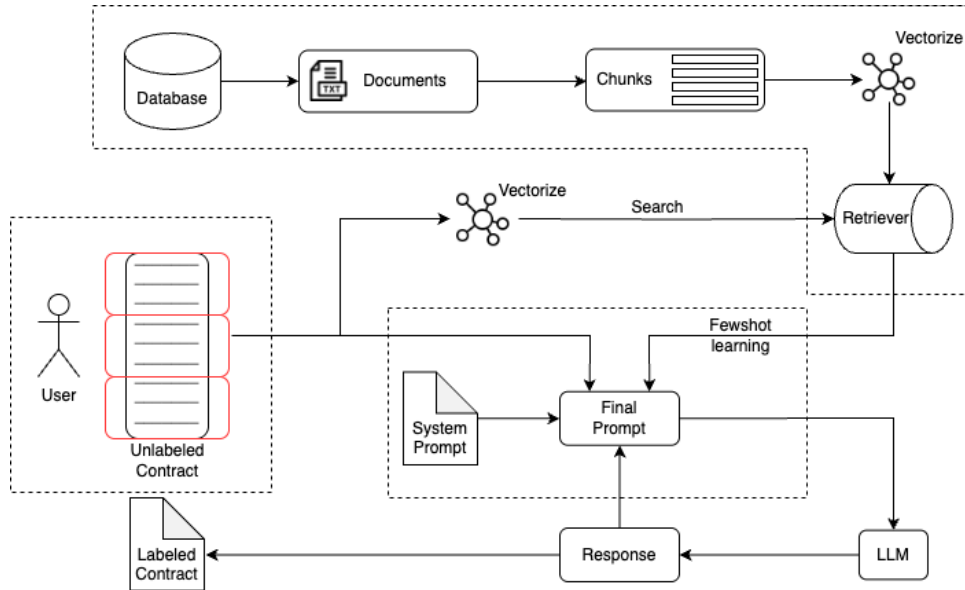 Vectorize
Database
TXT
Documents
Chunks
Vectorize
Search
Retriever
User
Unlabeled
Contract
Fewshot
learning
System
Prompt
Final
Prompt
Labeled
Contract
Response
LLM